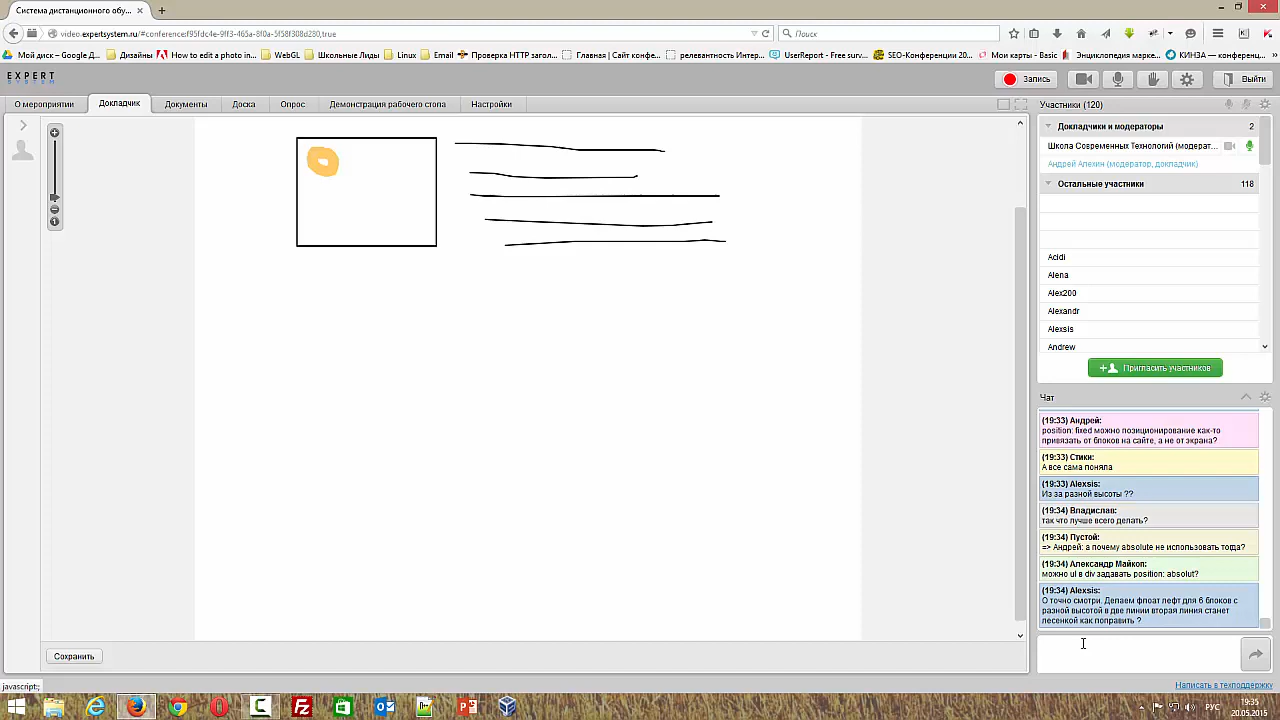 Система дистанционного обу...
video.expertsystem.ru/#conference:f95fdc4e-9ff3-465a-8f0a-5f58f308d280,true
Поиск
Мой диск – Google Д...
Дизайны
How to edit a photo in...
WebGL
Школьные Лиды
Linux
Email
Проверка HTTP загол...
Главная | Сайт конфе...
релевантность Интер...
UserReport - Free surv...
SEO-Конференции 20...
Мои карты - Basic
Энциклопедия марке...
КИНЗА — конференц...
EXPERT
SYSTEM
Запись
Выйти
О мероприятии
Докладчик
Документы
Доска
Опрос
Демонстрация рабочего стола
Настройки
Участники (120)
Докладчики и модераторы 2
Школа Современных Технологий (модерат...
Андрей Алехин (модератор, докладчик)
Остальные участники 118
Acidi
Alena
Alex200
Alexandr
Alexsis
Andrew
Пригласить участников
Чат
(19:33) Андрей:
position: fixed можно позиционирование как-то
привязать от блоков на сайте, а не от экрана?
(19:33) Стики:
А все сама поняла
(19:33) Alexsis:
Из за разной высоты ??
(19:34) Владислав:
так что лучше всего делать?
(19:34) Пустой:
=> Андрей: а почему absolute не использовать тогда?
(19:34) Александр Майкоп:
можно ul в div задавать position: absolut?
(19:34) Alexsis:
О точно смотри. Делаем флоат лефт для 6 блоков с
разной высотой в две линии вторая линия станет
лесенкой как поправить ?
Сохранить
Написать в техподдержку
javascript:;
РУС
19:35
20.05.2015